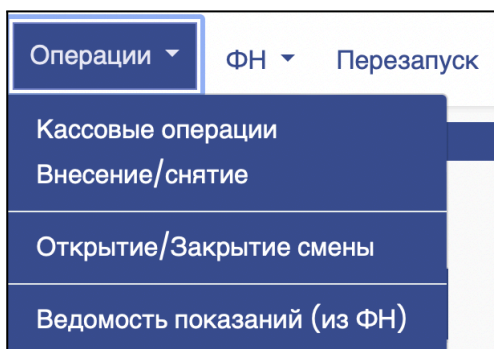 Операции ФН Перезапуск
Кассовые операции
Внесение/снятие
Открытие/Закрытие смены
Ведомость показаний (из ФН)